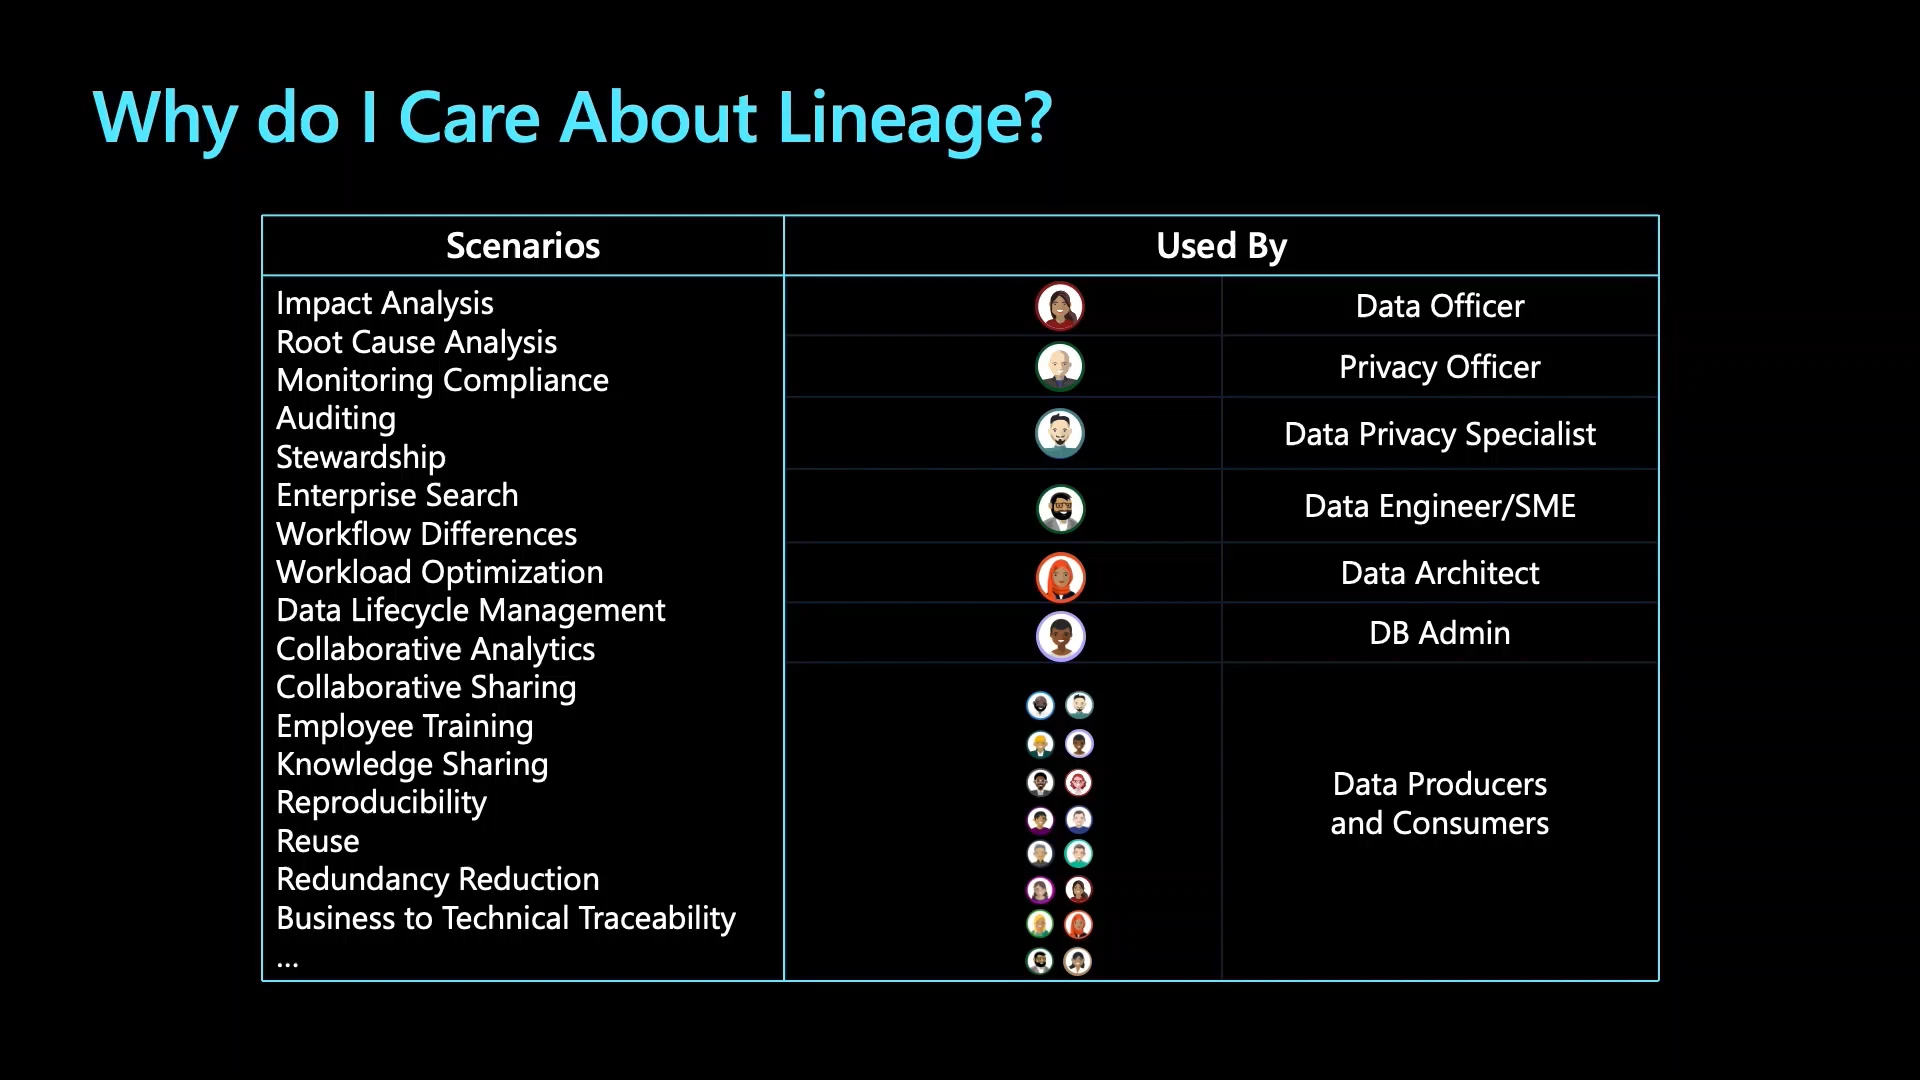 Why do I Care About Lineage?
Scenarios
Used By
Impact Analysis
Root Cause Analysis
Monitoring Compliance
Auditing
Stewardship
Enterprise Search
Workflow Differences
Workload Optimization
Data Lifecycle Management
Collaborative Analytics
Collaborative Sharing
Employee Training
Knowledge Sharing
Reproducibility
Reuse
Redundancy Reduction
Business to Technical Traceability
...
Data Officer
Privacy Officer
Data Privacy Specialist
Data Engineer/SME
Data Architect
DB Admin
Data Producers
and Consumers